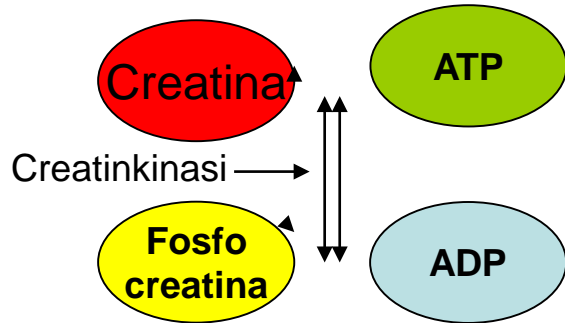 Creatina
ATP
Creatinkinasi
Fosfo
creatina
ADP